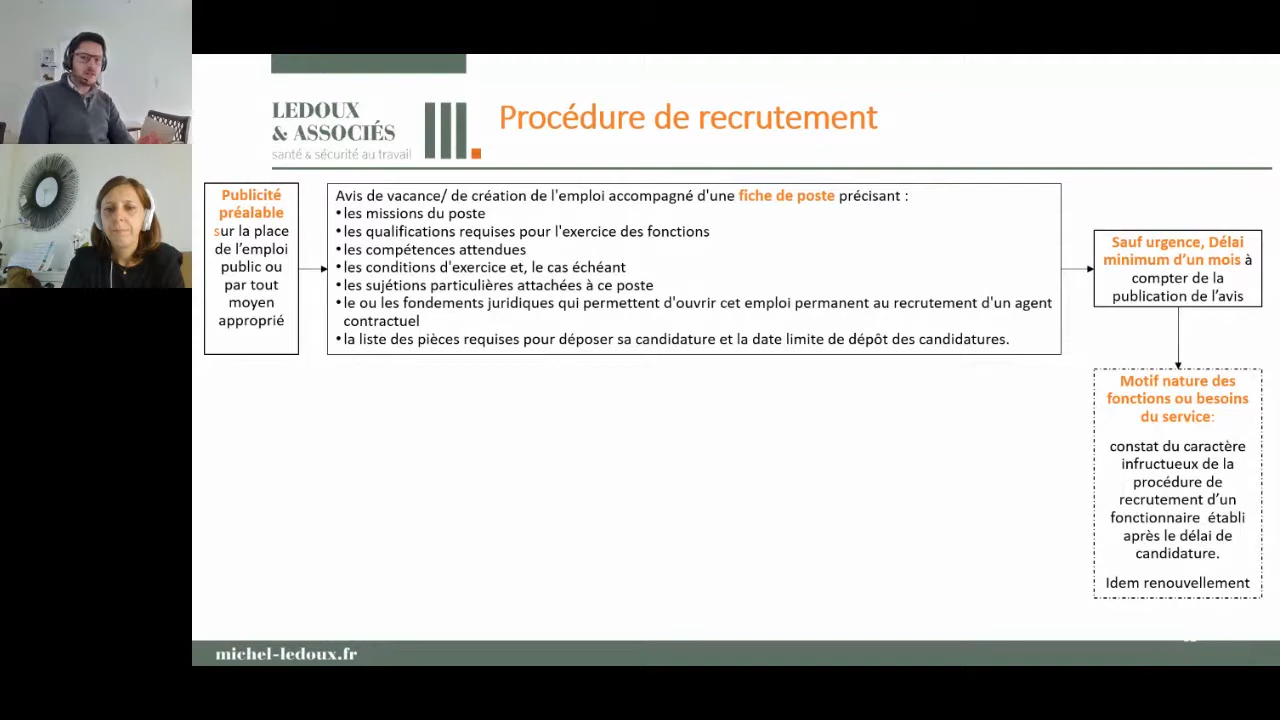 LEDOUX
& ASSOCIÉS
santé & sécurité au travail
Procédure de recrutement
Publicité
préalable
sur la place
de l’emploi
public ou
par tout
moyen
approprié
Avis de vacance/ de création de l'emploi accompagné d'une fiche de poste précisant :
•les missions du poste
•les qualifications requises pour l'exercice des fonctions
•les compétences attendues
•les conditions d'exercice et, le cas échéant
•les sujétions particulières attachées à ce poste
•le ou les fondements juridiques qui permettent d'ouvrir cet emploi permanent au recrutement d'un agent
contractuel
•la liste des pièces requises pour déposer sa candidature et la date limite de dépôt des candidatures.
Sauf urgence, Délai
minimum d’un mois à
compter de la
publication de l’avis
Motif nature des
fonctions ou besoins
du service:
constat du caractère
infructueux de la
procédure de
recrutement d’un
fonctionnaire établi
après le délai de
candidature.
Idem renouvellement
michel-ledoux.fr